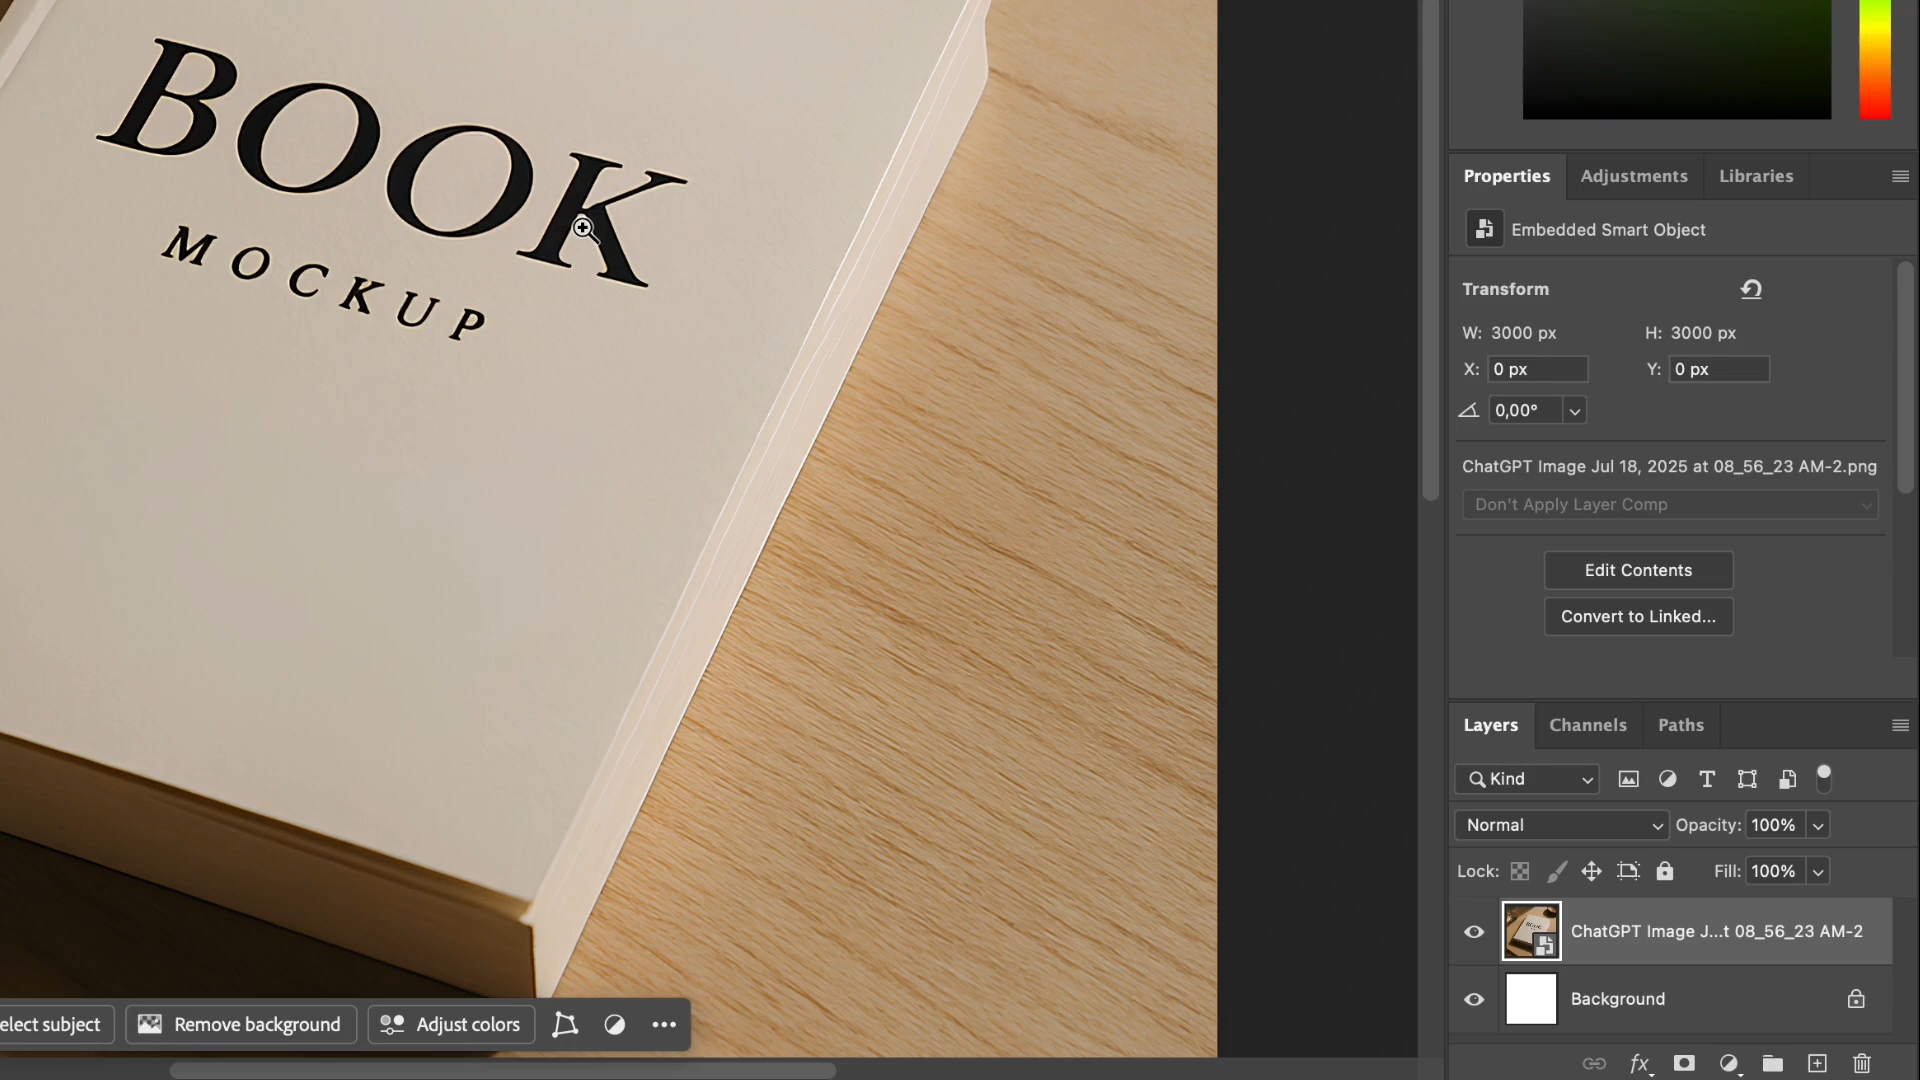 BOOK
MOCKUP
Properties
Adjustments
Libraries
Embedded Smart Object
Transform
W: 3000 px
H: 3000 px
X: 0 px
Y: 0 px
0,00°
ChatGPT Image Jul 18, 2025 at 08_56_23 AM-2.png
Don't Apply Layer Comp
Edit Contents
Convert to Linked...
Layers
Channels
Paths
Kind
Normal
Opacity: 100%
Lock:
Fill: 100%
ChatGPT Image J...t 08_56_23 AM-2
Background
elect subject
Remove background
Adjust colors
fx